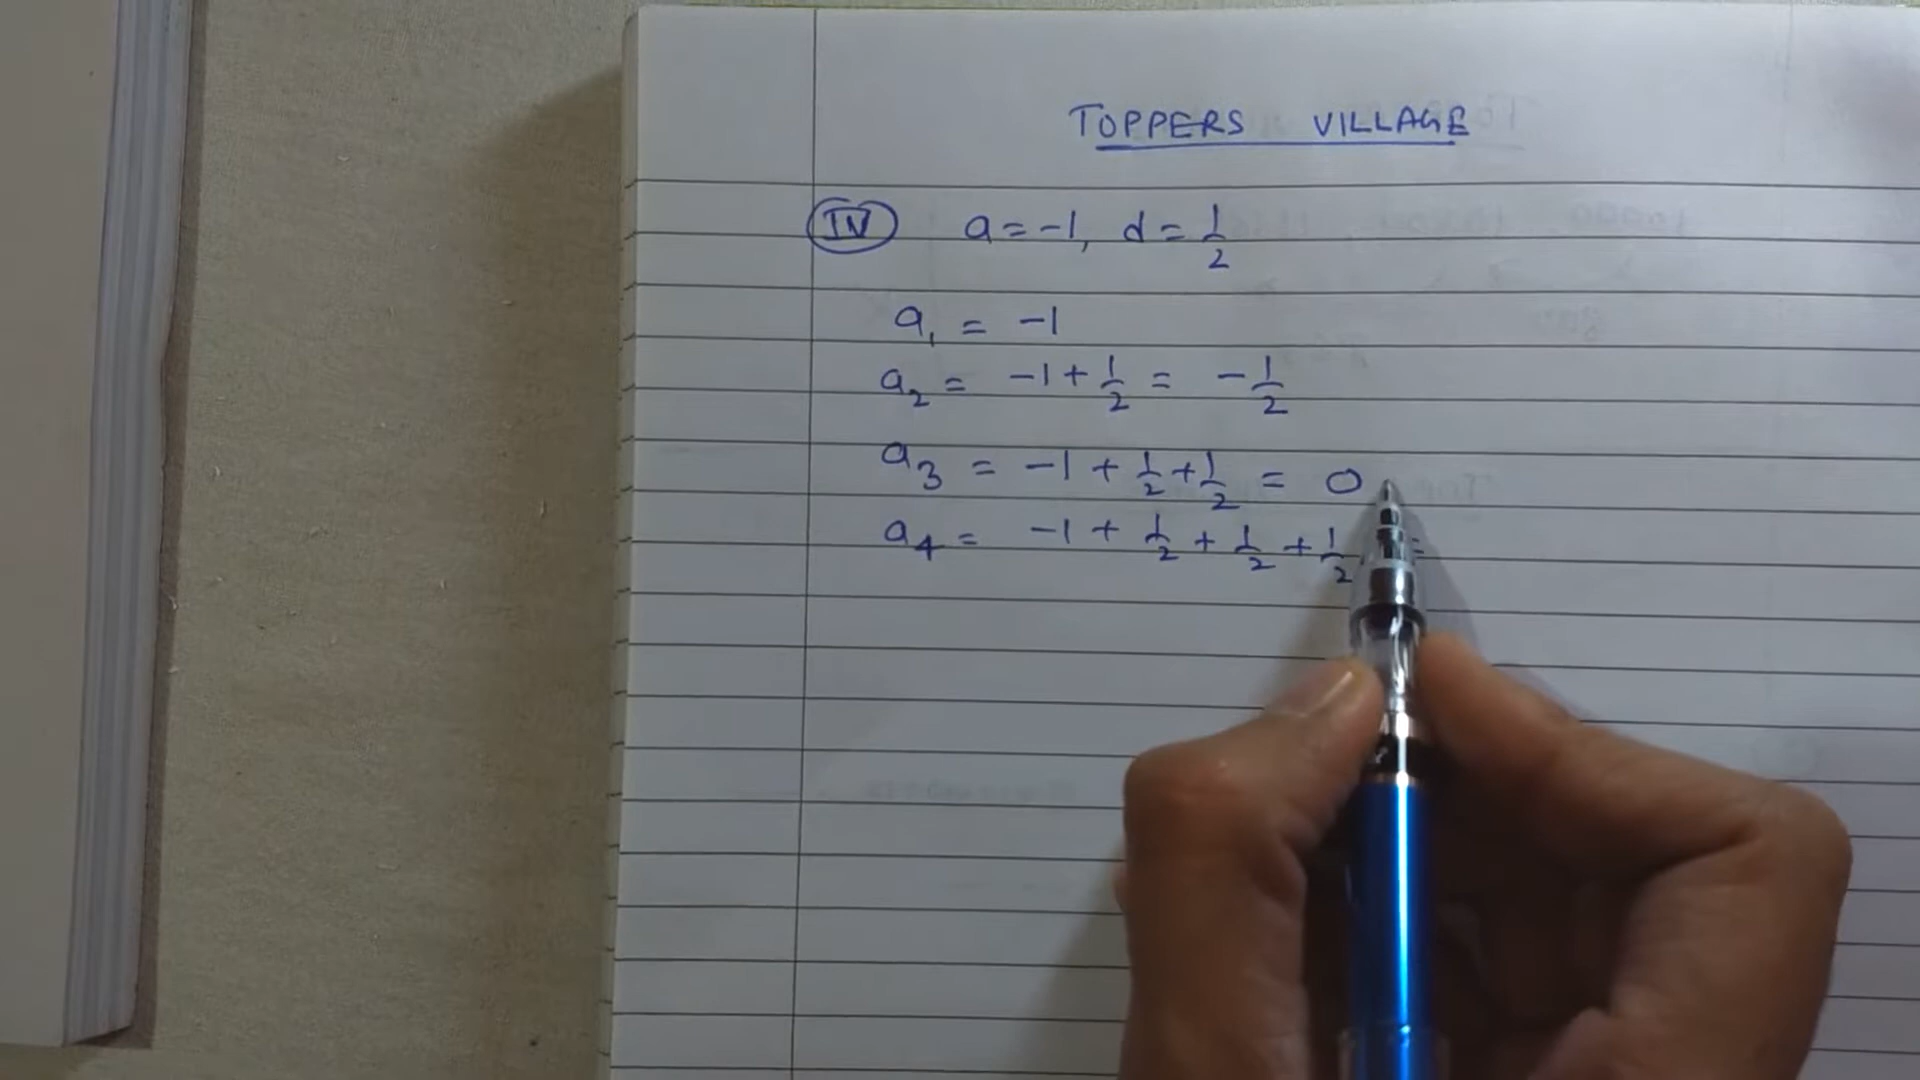 TOPPERS VILLAGE
(IV) a = -1, d = 1/2
a₁ = -1
a₂ = -1 + 1/2 = -1/2
a₃ = -1 + 1/2 + 1/2 = 0
a₄ = -1 + 1/2 + 1/2 + 1/2 =